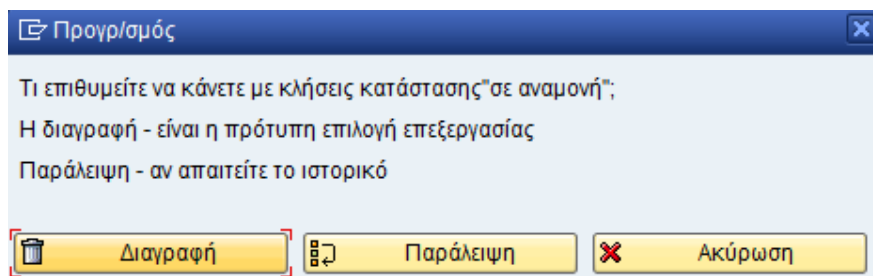 Προγρ/σμός
Τι επιθυμείτε να κάνετε με κλήσεις κατάστασης"σε αναμονή";
Η διαγραφή - είναι η πρότυπη επιλογή επεξεργασίας
Παράλειψη - αν απαιτείτε το ιστορικό
Διαγραφή Παράλειψη Ακύρωση